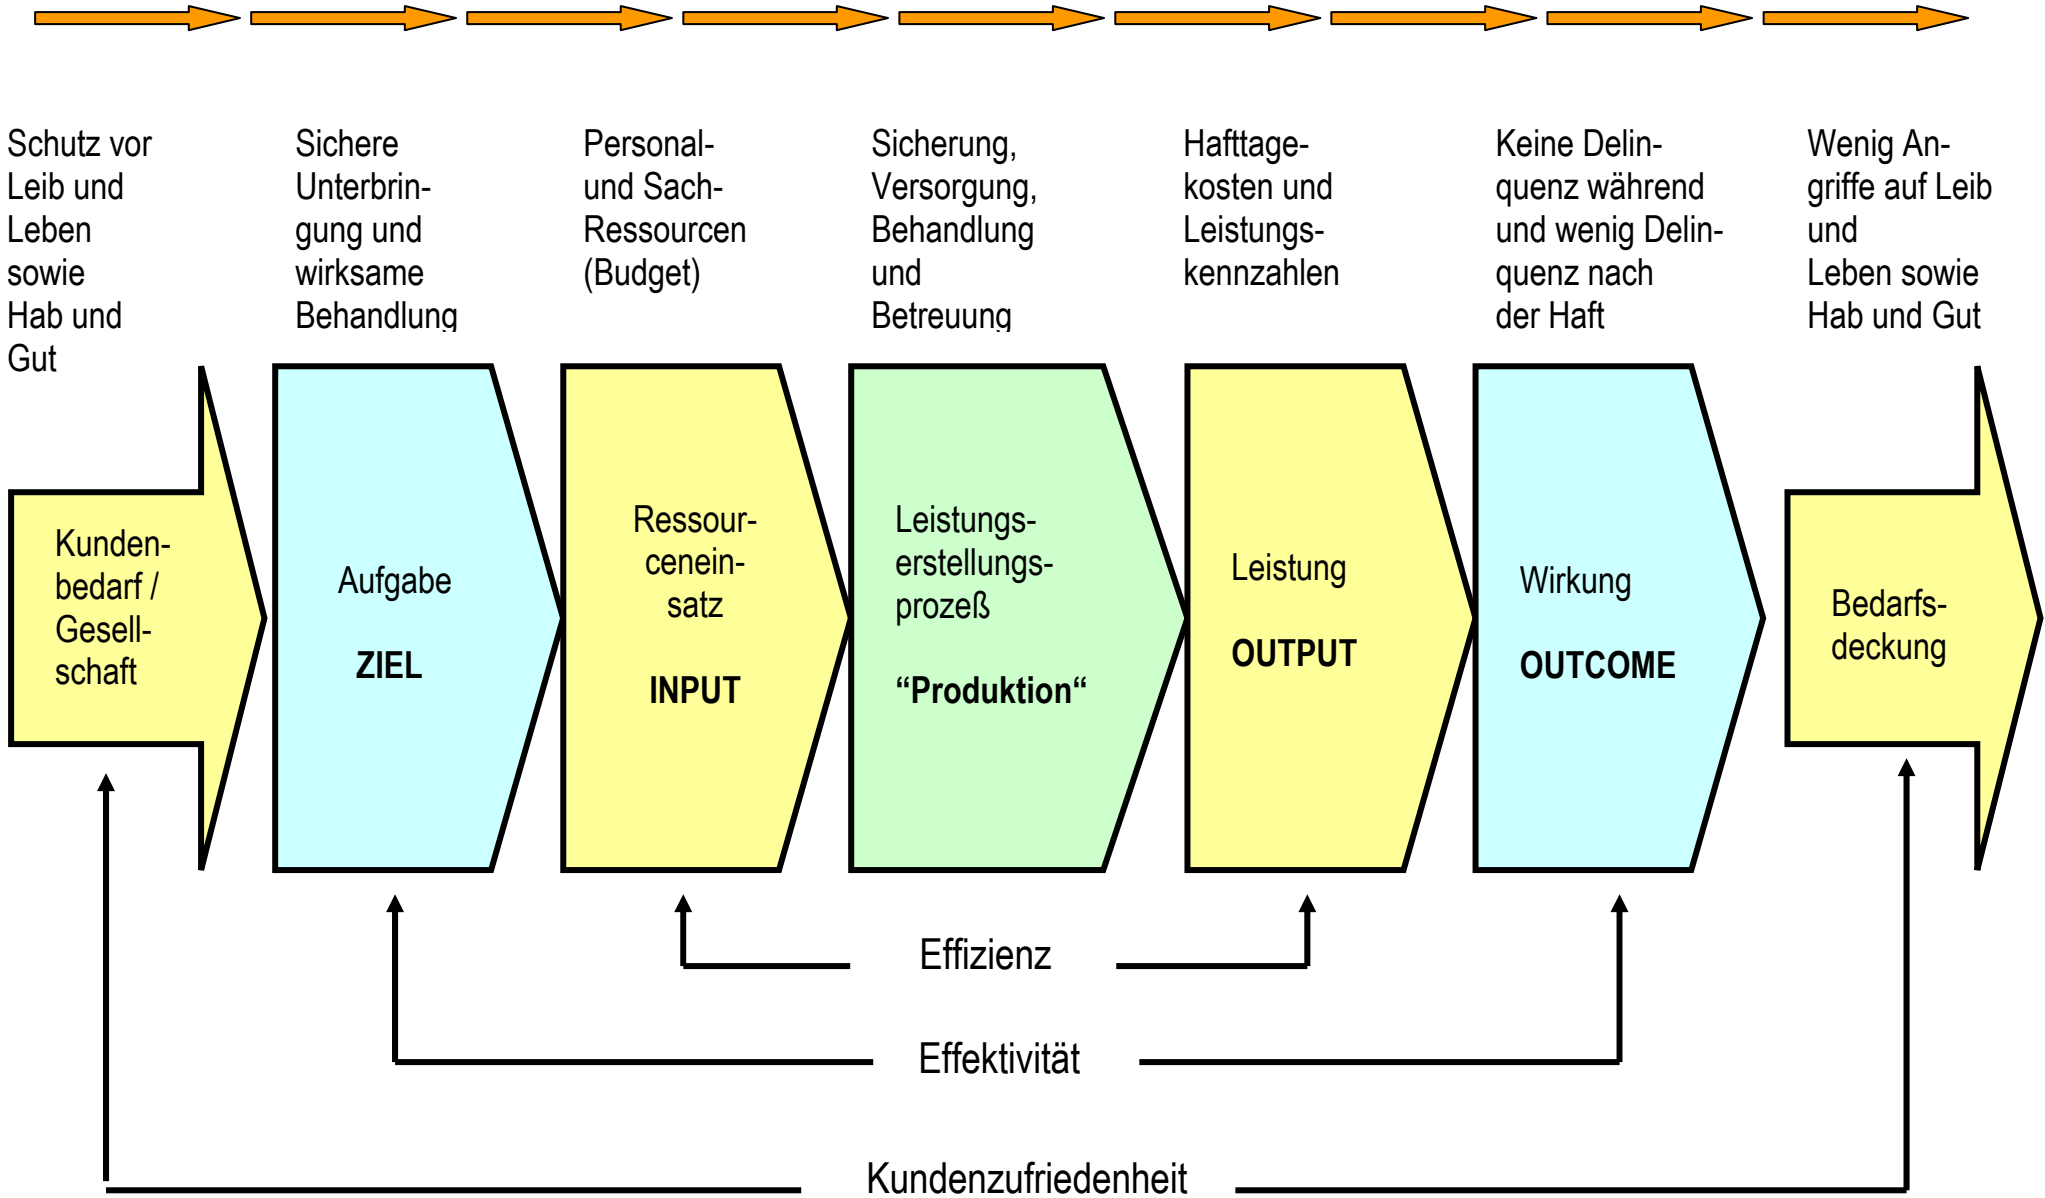 Schutz vor
Leib und
Leben
sowie
Hab und
Gut
Sichere
Unterbrin-
gung und
wirksame
Behandlung
Personal-
und Sach-
Ressourcen
(Budget)
Sicherung,
Versorgung,
Behandlung
und
Betreuung
Hafttage-
kosten und
Leistungs-
kennzahlen
Keine Delin-
quenz während
und wenig Delin-
quenz nach
der Haft
Wenig An-
griffe auf Leib
und
Leben sowie
Hab und Gut
Kunden-
bedarf /
Gesell-
schaft
Aufgabe
ZIEL
Ressour-
cenein-
satz
INPUT
Leistungs-
erstellungs-
prozeß
“Produktion“
Leistung
OUTPUT
Wirkung
OUTCOME
Bedarfs-
deckung
Effizienz
Effektivität
Kundenzufriedenheit